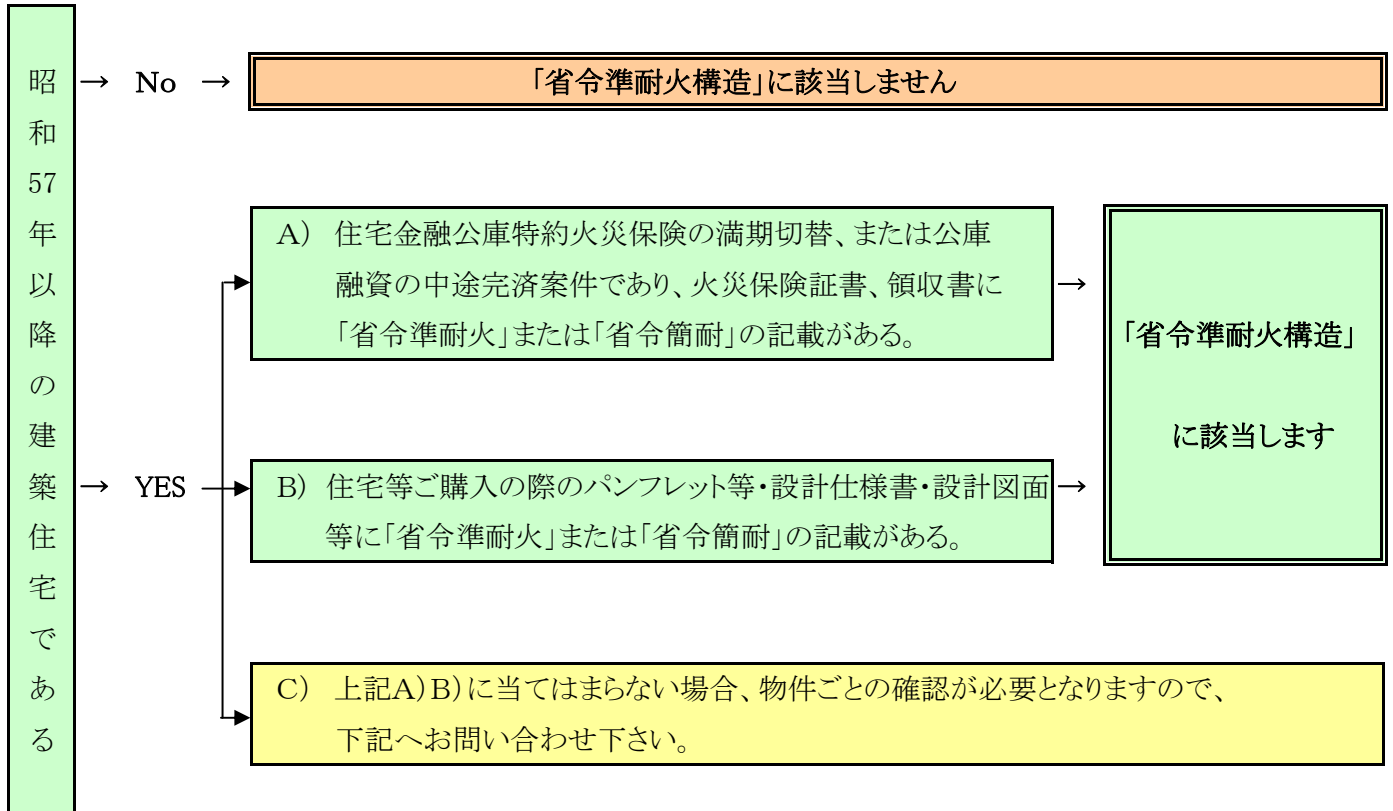 昭和57年以降の建築住宅である
→ No → 「省令準耐火構造」に該当しません
→ YES
A) 住宅金融公庫特約火災保険の満期切替、または公庫
融資の中途完済案件であり、火災保険証書、領収書に
「省令準耐火」または「省令簡耐」の記載がある。
→
B) 住宅等ご購入の際のパンフレット等・設計仕様書・設計図面
等に「省令準耐火」または「省令簡耐」の記載がある。
→
「省令準耐火構造」
に該当します
C) 上記A)B)に当てはまらない場合、物件ごとの確認が必要となりますので、
下記へお問い合わせ下さい。